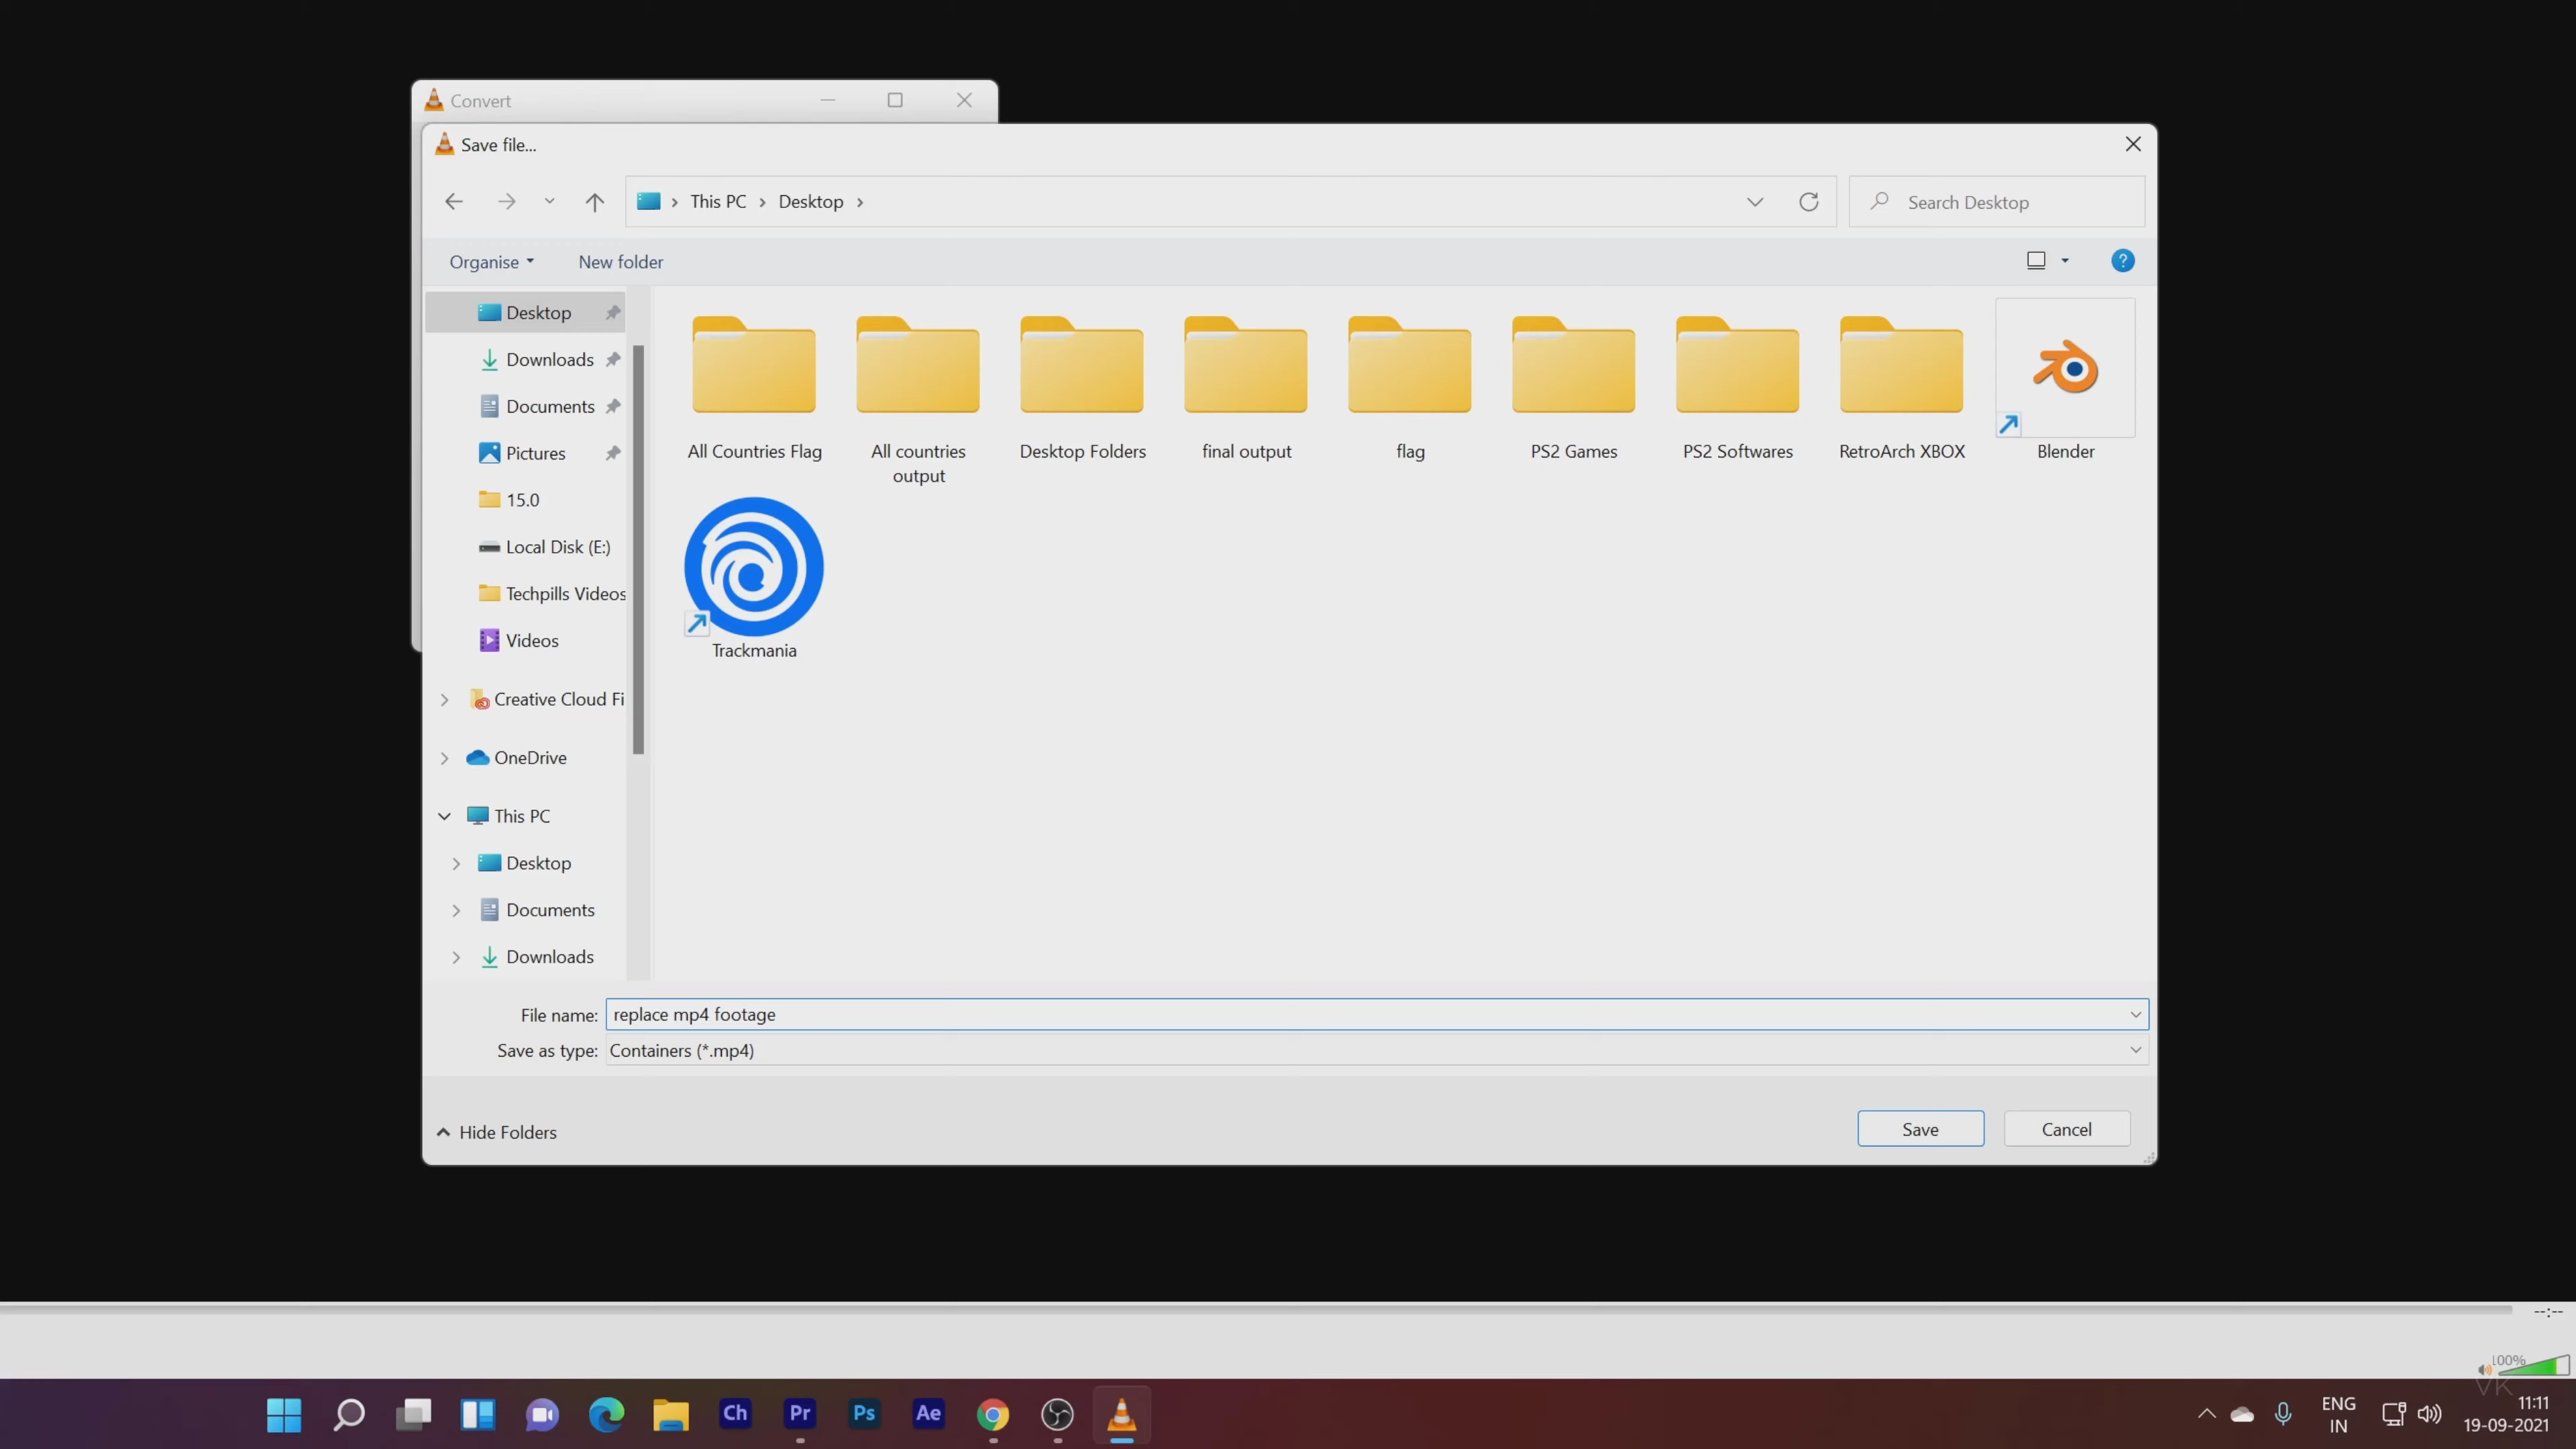 Convert
Save file...
This PC
Desktop
Search Desktop
Organise
New folder
Desktop
Downloads
Documents
Pictures
15.0
Local Disk (E:)
Techpills Videos
Videos
Creative Cloud Fi
OneDrive
This PC
Desktop
Documents
Downloads
All Countries Flag
All countries
output
Desktop Folders
final output
flag
PS2 Games
PS2 Softwares
RetroArch XBOX
Blender
Trackmania
File name:
replace mp4 footage
Save as type:
Containers (*.mp4)
Hide Folders
Save
Cancel
--:--
100%
VK
Ch
Pr
Ps
Ae
ENG
IN
11:11
19-09-2021